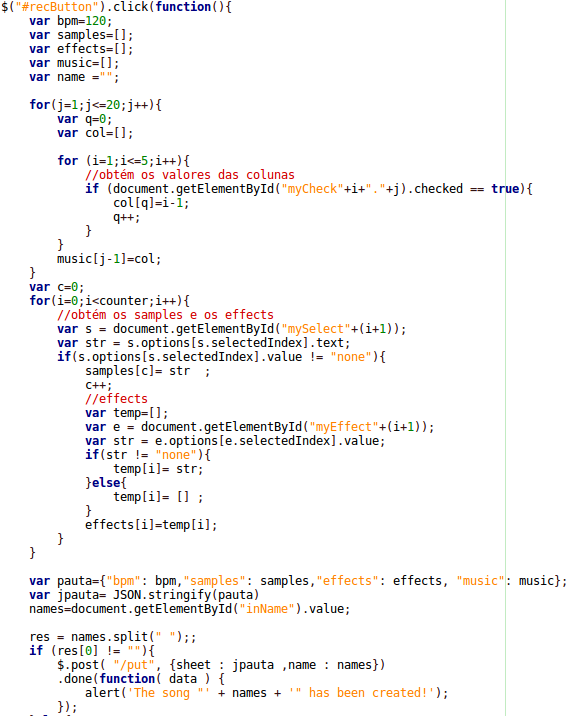 $("#recButton").click(function(){
    var bpm=120;
    var samples=[];
    var effects=[];
    var music=[];
    var name ="";

    for(j=1;j<=20;j++){
        var q=0;
        var col=[];

        for (i=1;i<=5;i++){
            //obtém os valores das colunas
            if (document.getElementById("myCheck"+i+"."+j).checked == true){
                col[q]=i-1;
                q++;
            }
        }
        music[j-1]=col;
    }
    var c=0;
    for(i=0;i<counter;i++){
        //obtém os samples e os effects
        var s = document.getElementById("mySelect"+(i+1));
        var str = s.options[s.selectedIndex].text;
        if(s.options[s.selectedIndex].value != "none"){
            samples[c]= str  ;
            c++;
            //effects
            var temp=[];
            var e = document.getElementById("myEffect"+(i+1));
            var str = e.options[e.selectedIndex].value;
            if(str != "none"){
                temp[i]= str;
            }else{
                temp[i]= [] ;
            }
            effects[i]=temp[i];
        }
    }

    var pauta={"bpm": bpm,"samples": samples,"effects": effects, "music": music};
    var jpauta= JSON.stringify(pauta)
    names=document.getElementById("inName").value;

    res = names.split(" ");;
    if (res[0] != ""){
        $.post( "/put", {sheet : jpauta ,name : names})
        .done(function( data ) {
            alert('The song "' + names + '" has been created!');
        });